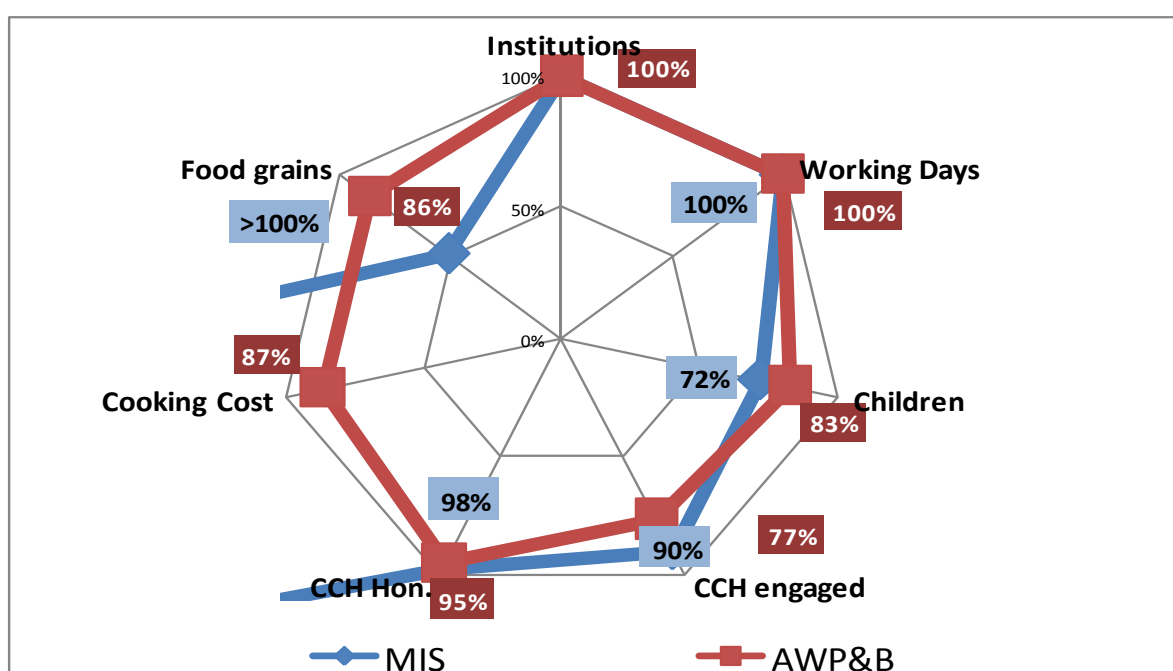 Institutions
100%
100%
Food grains
Working Days
86%
50%
100%
>100%
100%
0%
87%
72%
Cooking Cost
Children
83%
98%
77%
90%
CCH Hon.
CCH engaged
95%
MIS
AWP&B